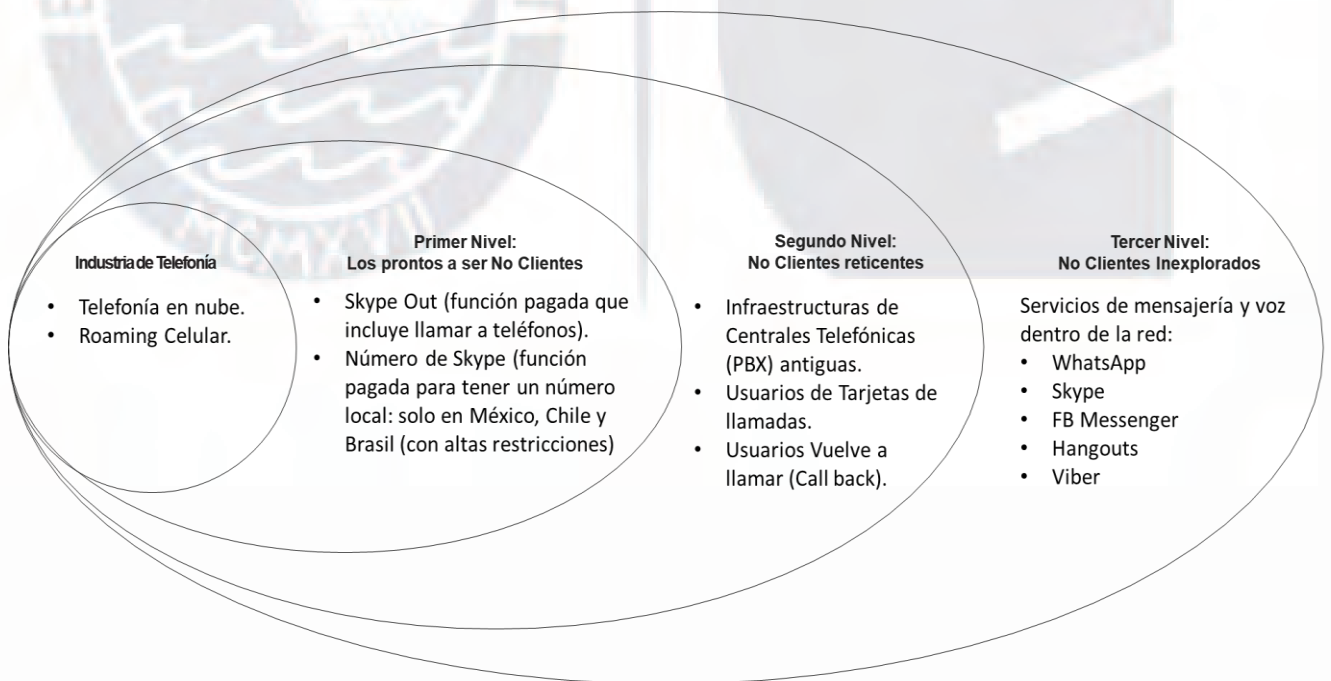 MCMXVII
Industria de Telefonía
• Telefonía en nube.
• Roaming Celular.
Primer Nivel:
Los prontos a ser No Clientes
• Skype Out (función pagada que
incluye llamar a teléfonos).
• Número de Skype (función
pagada para tener un número
local: solo en México, Chile y
Brasil (con altas restricciones)
Segundo Nivel:
No Clientes reticentes
• Infraestructuras de
Centrales Telefónicas
(PBX) antiguas.
• Usuarios de Tarjetas de
llamadas.
• Usuarios Vuelve a
llamar (Call back).
Tercer Nivel:
No Clientes Inexplorados
Servicios de mensajería y voz
dentro de la red:
• WhatsApp
• Skype
• FB Messenger
• Hangouts
• Viber